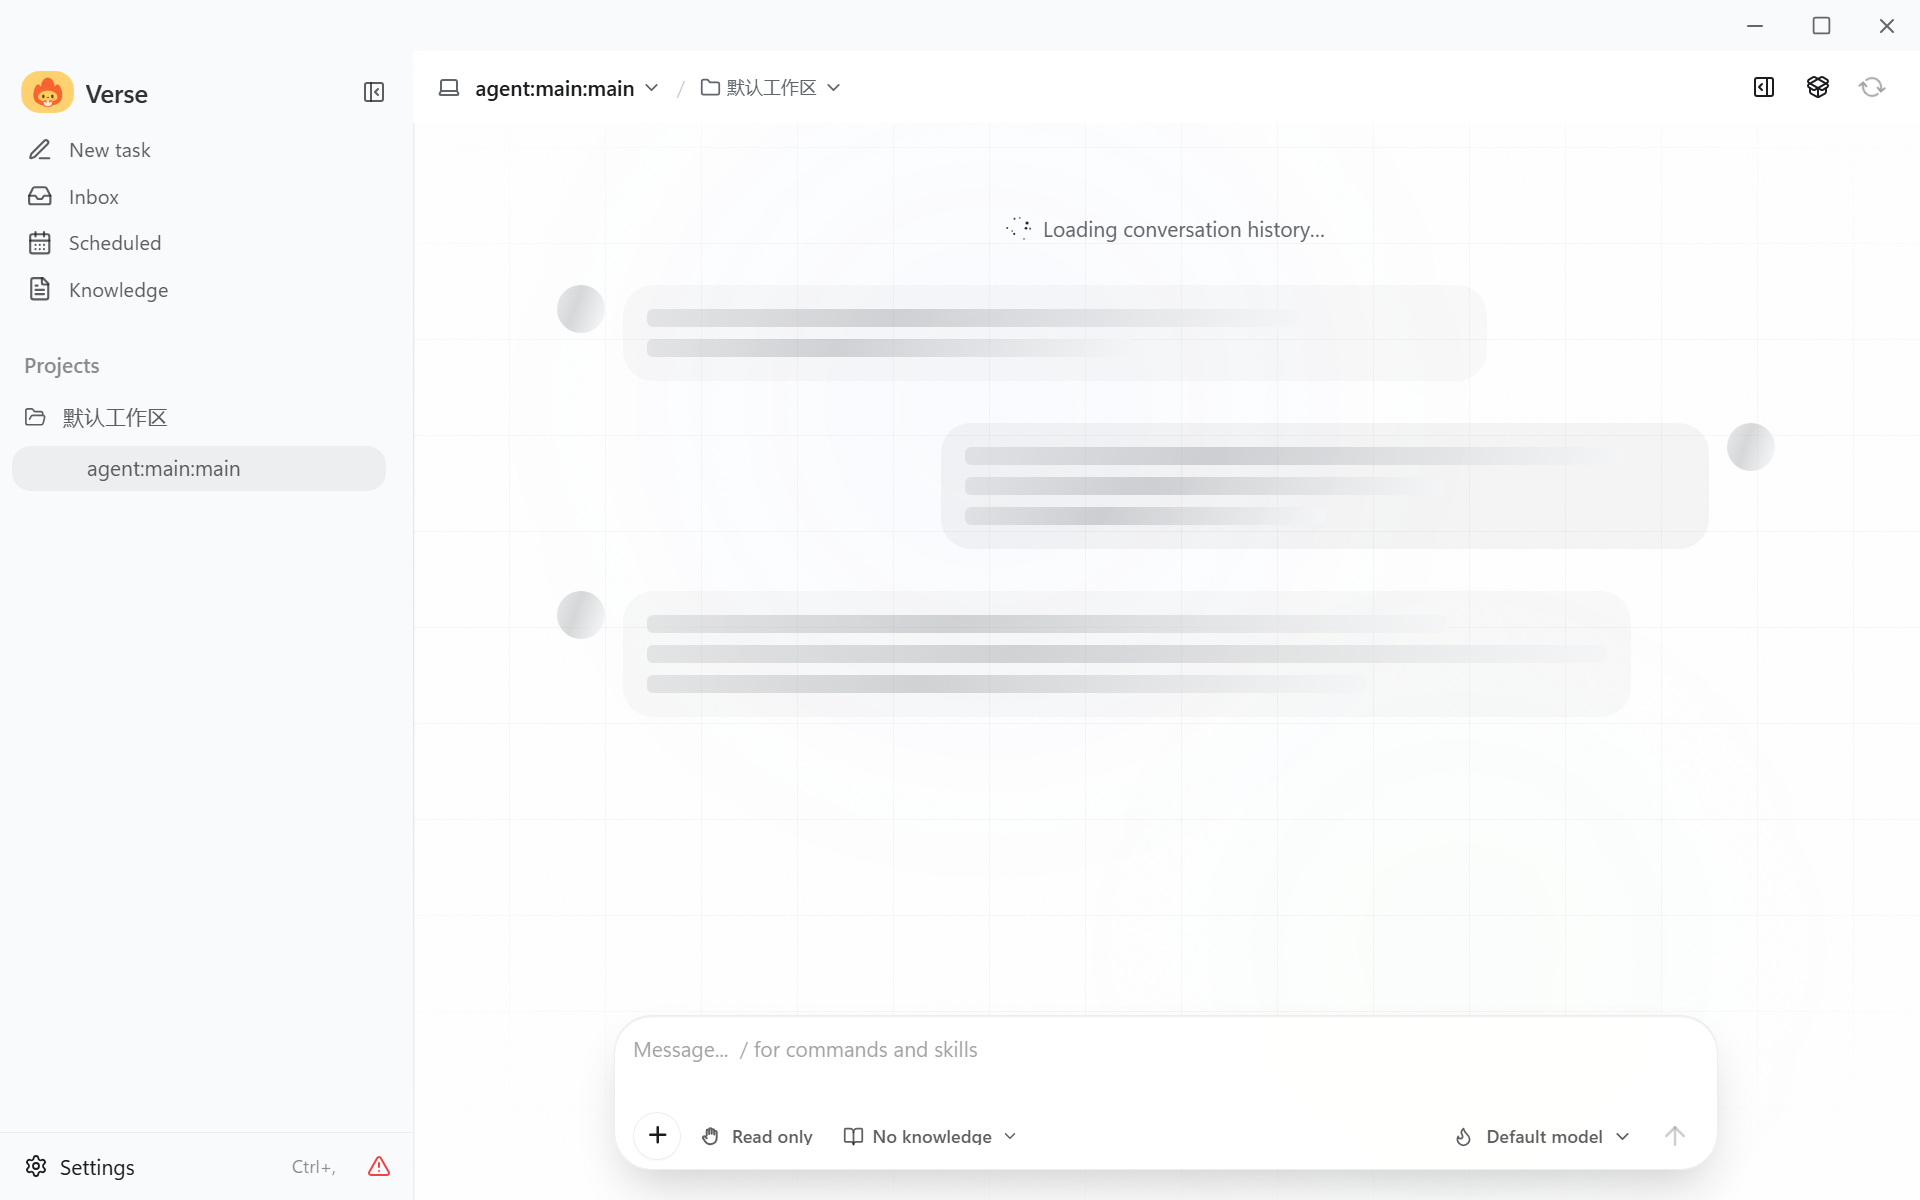 Verse
New task
Inbox
Scheduled
Knowledge
Projects
默认工作区
agent:main:main
Settings
Ctrl+,
agent:main:main / 默认工作区
Loading conversation history...
Message... / for commands and skills
Read only
No knowledge
Default model